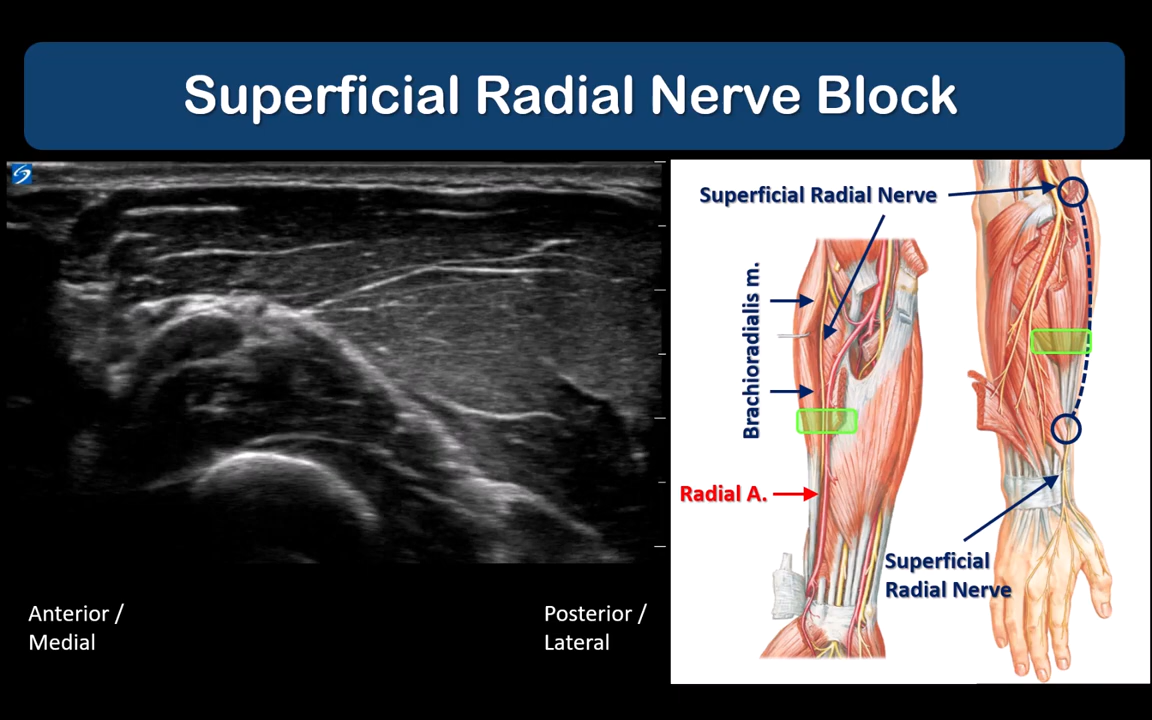 Superficial Radial Nerve Block
Superficial Radial Nerve
Brachioradialis m.
Radial A.
Superficial
Radial Nerve
Anterior /
Medial
Posterior /
Lateral